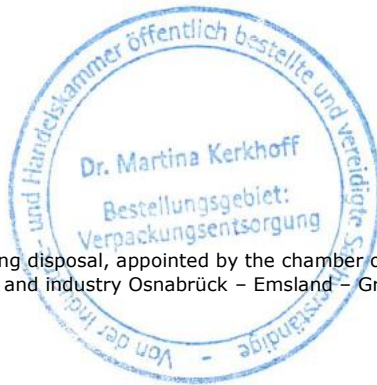 Von der Industrie- und Handelskammer öffentlich bestellte und vereidigte Sachverständige -
Dr. Martina Kerkhoff
Bestellungsgebiet:
Verpackungsentsorgung
ng disposal, appointed by the chamber o
and industry Osnabrück – Emsland – Gr